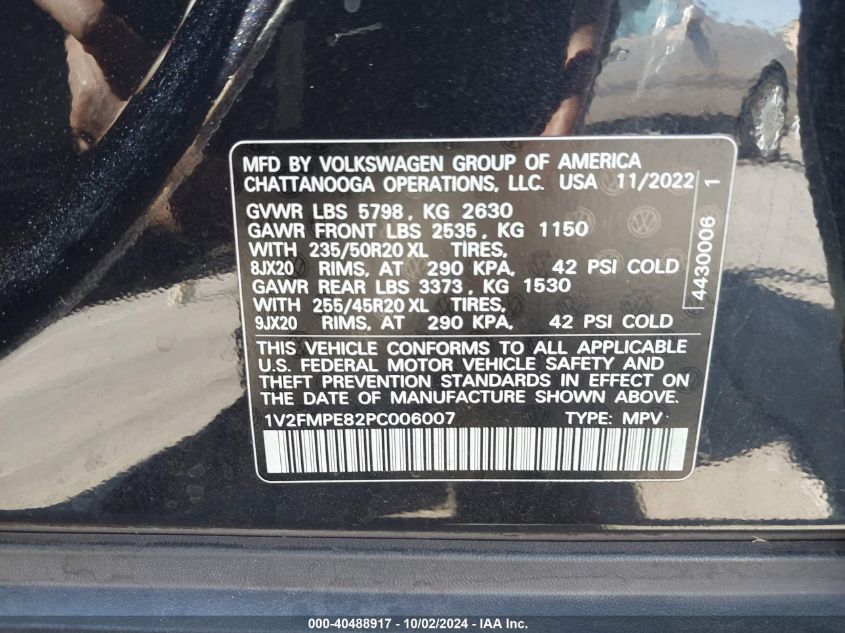 MFD BY VOLKSWAGEN GROUP OF AMERICA
CHATTANOOGA OPERATIONS, LLC. USA 11/2022
GVWR LBS 5798, KG 2630
GAWR FRONT LBS 2535, KG 1150
WITH 235/50R20 XL TIRES,
8JX20 RIMS, AT 290 KPA, 42 PSI COLD
GAWR REAR LBS 3373, KG 1530
WITH 255/45R20 XL TIRES,
9JX20 RIMS, AT 290 KPA, 42 PSI COLD
4430006 1
THIS VEHICLE CONFORMS TO ALL APPLICABLE
U.S. FEDERAL MOTOR VEHICLE SAFETY AND
THEFT PREVENTION STANDARDS IN EFFECT ON
THE DATE OF MANUFACTURE SHOWN ABOVE.
1V2FMPE82PC006007 TYPE: MPV
000-40488917 - 10/02/2024 - IAA Inc.